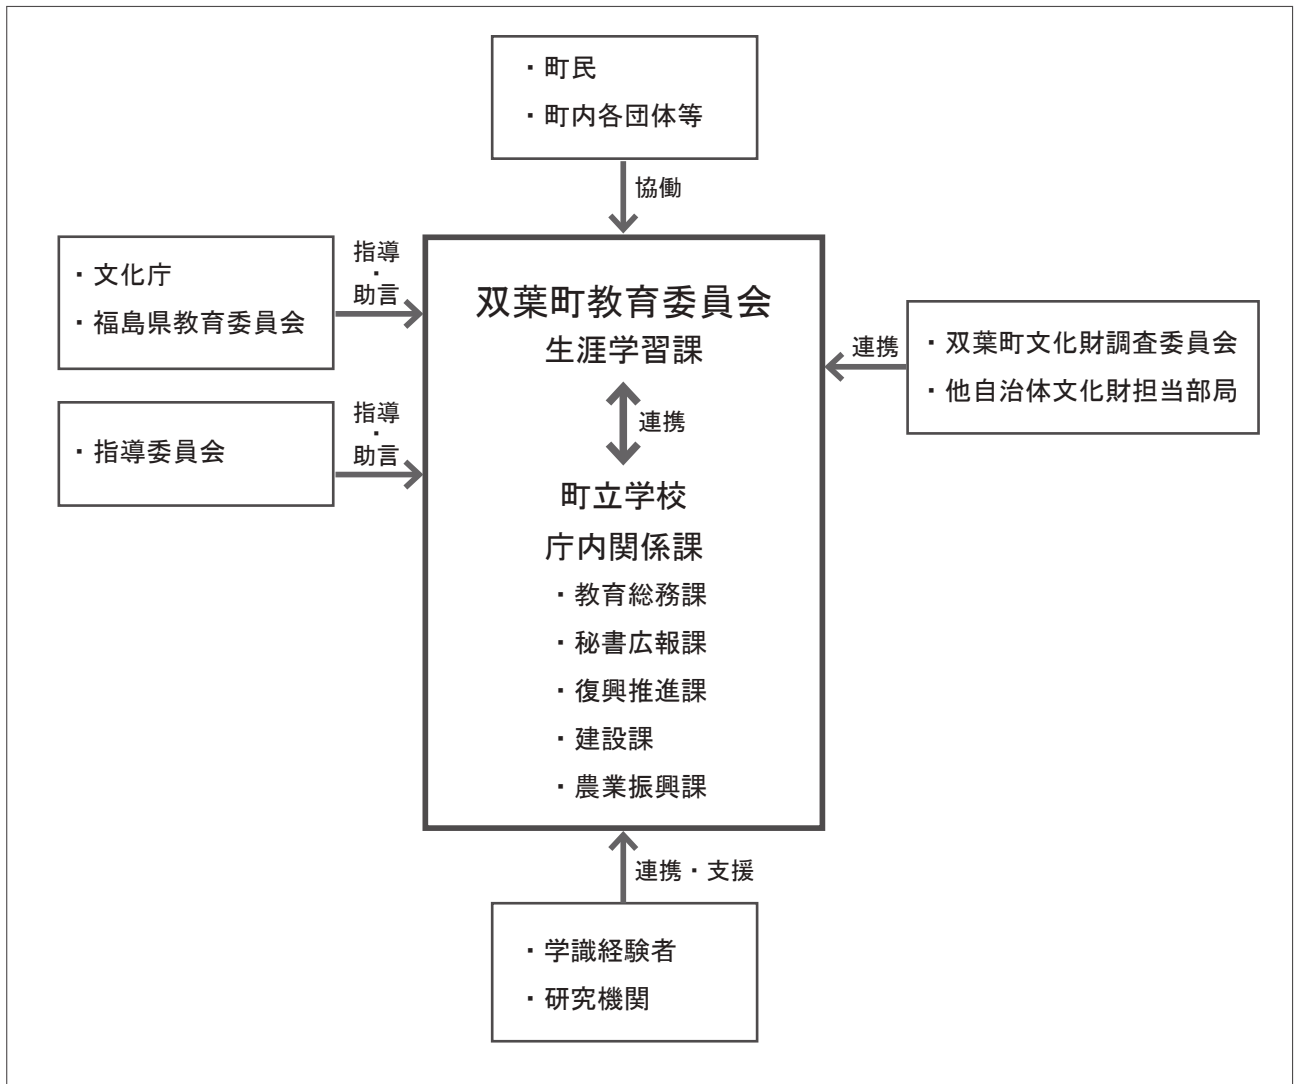 ・町民
・町内各団体等
協働
・文化庁
・福島県教育委員会
指導
・
助言
・指導委員会
指導
・
助言
双葉町教育委員会
生涯学習課
連携
町立学校
庁内関係課
・教育総務課
・秘書広報課
・復興推進課
・建設課
・農業振興課
連携
・双葉町文化財調査委員会
・他自治体文化財担当部局
連携・支援
・学識経験者
・研究機関